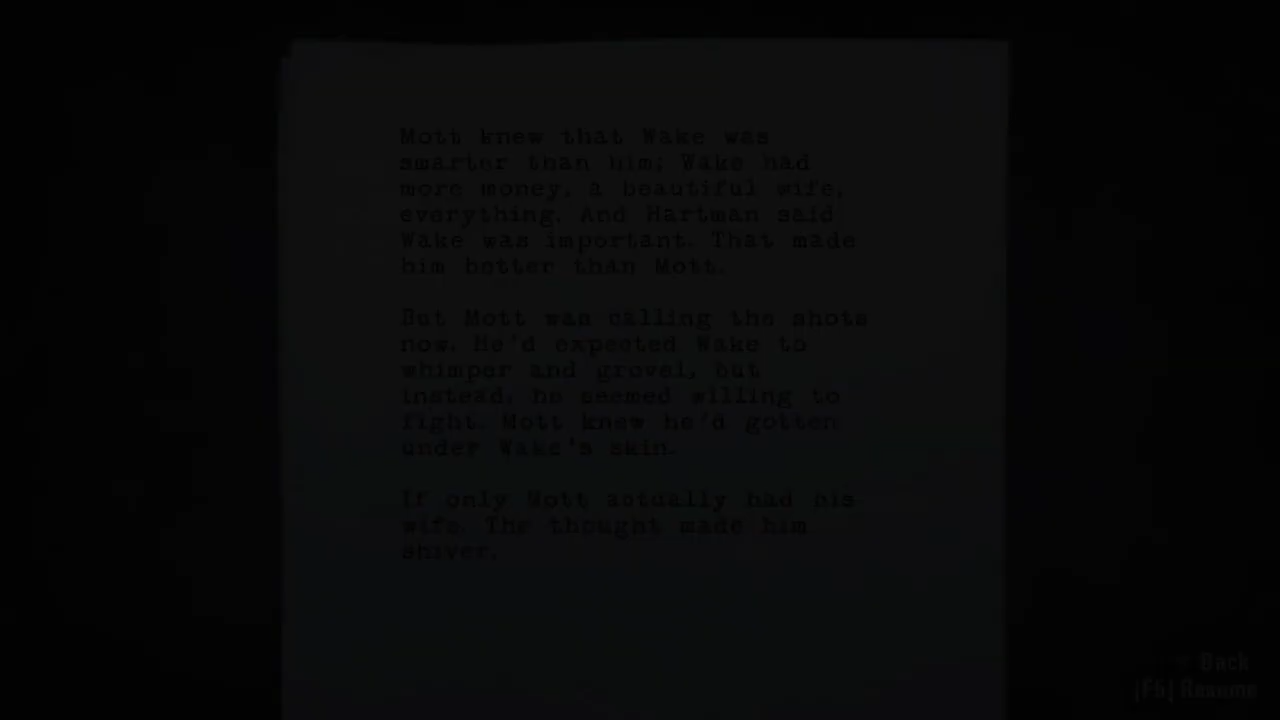 Mott knew that Wake was
smarter than him; Wake had
more money, a beautiful wife,
everything. And Hartman said
Wake was important. That made
him better than Mott.
But Mott was calling the shots
now. He'd expected Wake to
whimper and grovel, but
instead, he seemed willing to
fight. Mott knew he'd gotten
under Wake's skin.
If only Mott actually had his
wife. The thought made him
shiver.
Back
Resume